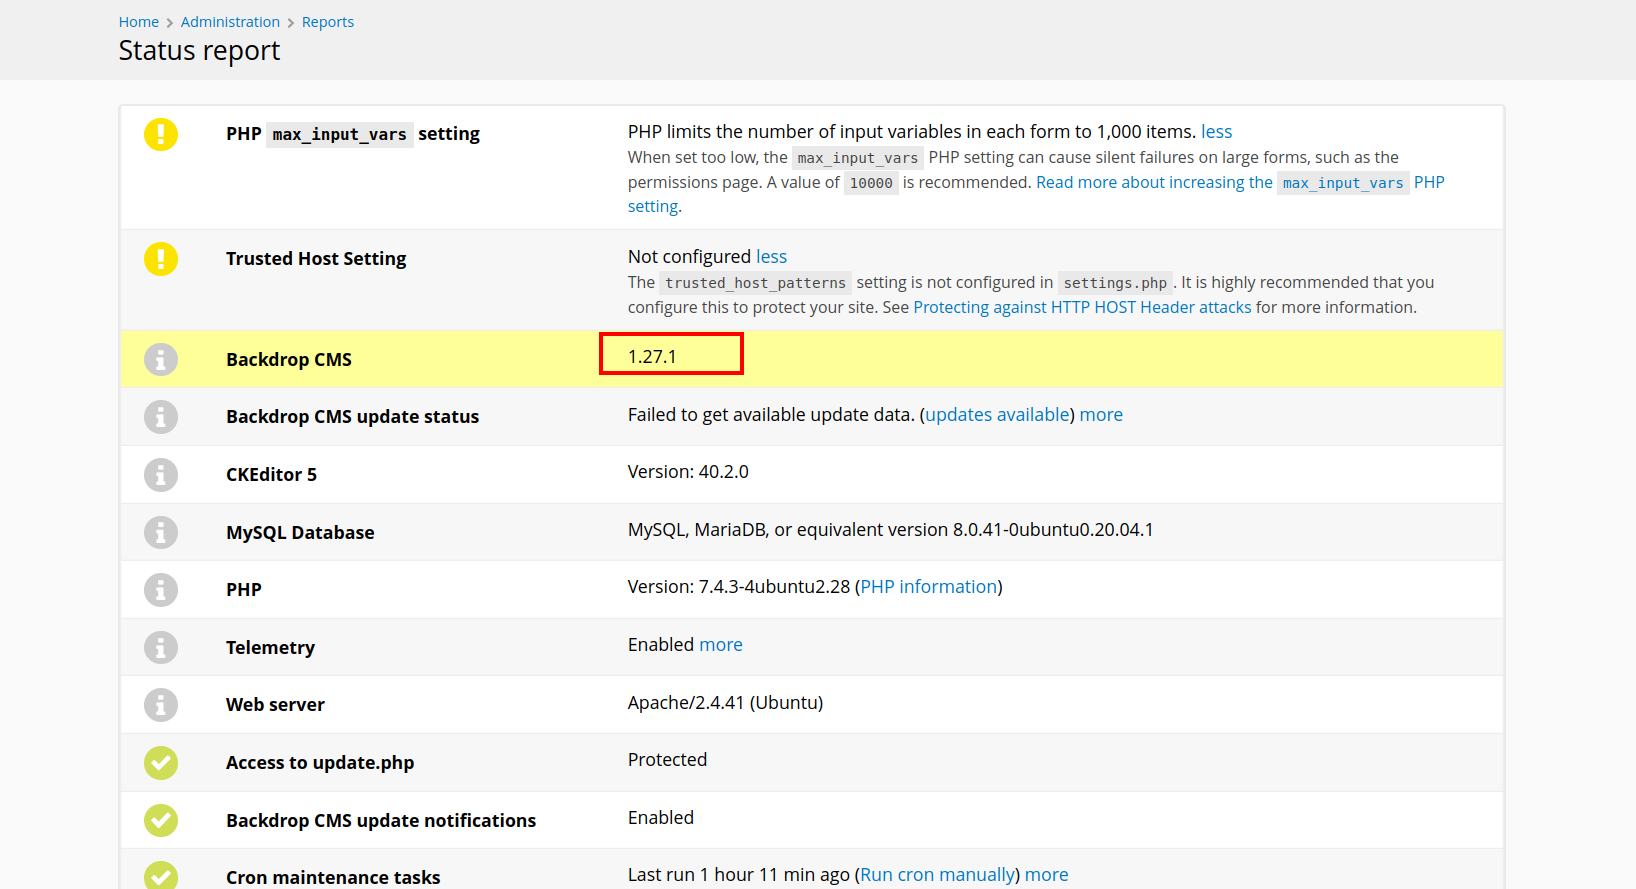 Home > Administration > Reports
Status report
PHP max_input_vars setting
PHP limits the number of input variables in each form to 1,000 items. less
When set too low, the max_input_vars PHP setting can cause silent failures on large forms, such as the
permissions page. A value of 10000 is recommended. Read more about increasing the max_input_vars PHP
setting.
Trusted Host Setting
Not configured less
The trusted_host_patterns setting is not configured in settings.php. It is highly recommended that you
configure this to protect your site. See Protecting against HTTP HOST Header attacks for more information.
Backdrop CMS
1.27.1
Backdrop CMS update status
Failed to get available update data. (updates available) more
CKEditor 5
Version: 40.2.0
MySQL Database
MySQL, MariaDB, or equivalent version 8.0.41-0ubuntu0.20.04.1
PHP
Version: 7.4.3-4ubuntu2.28 (PHP information)
Telemetry
Enabled more
Web server
Apache/2.4.41 (Ubuntu)
Access to update.php
Protected
Backdrop CMS update notifications
Enabled
Cron maintenance tasks
Last run 1 hour 11 min ago (Run cron manually) more